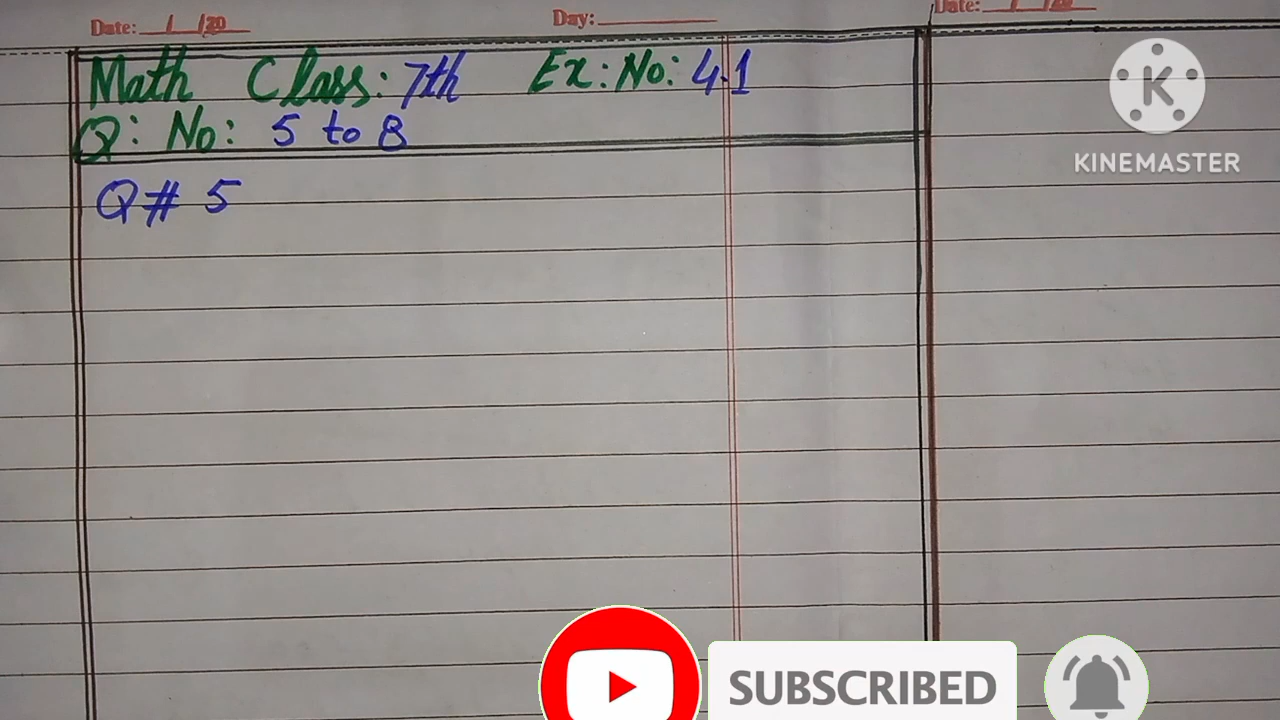 Date: / /20
Day:
Date: / /20
Math Class: 7th Ex: No: 4.1
Q: No: 5 to 8
Q# 5
KINEMASTER
SUBSCRIBED